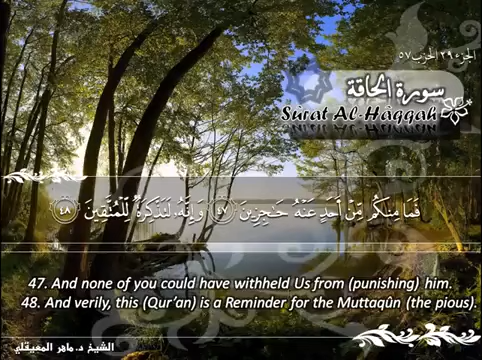 الجزء ٢٩ الحزب ٥٧
سورة الحاقة
Sûrat Al-Hâqqah
فَمَا مِنكُم مِّنْ أَحَدٍ عَنْهُ حَـٰجِزِينَ ٤٧ وَإِنَّهُۥ لَتَذْكِرَةٌ لِّلْمُتَّقِينَ ٤٨
47. And none of you could have withheld Us from (punishing) him.
48. And verily, this (Qur'an) is a Reminder for the Muttaqûn (the pious).
الشيخ د. ماهر المعيقلي